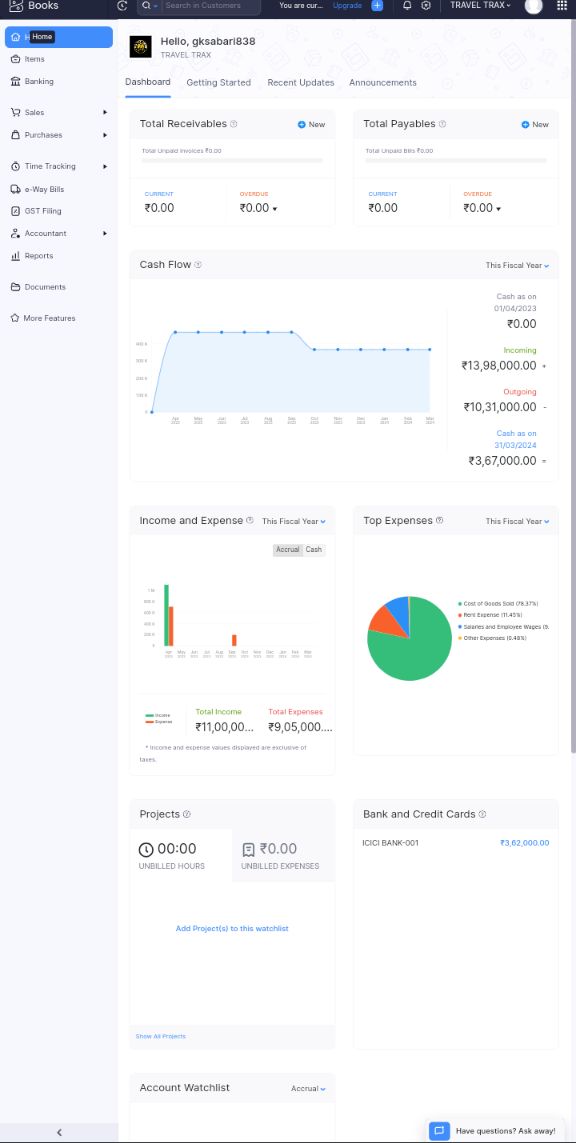 Books
Search in Customers
You are cur...
Upgrade
TRAVEL TRAX
Home
Items
Banking
Sales
Purchases
Time Tracking
e-Way Bills
GST Filing
Accountant
Reports
Documents
More Features
Hello, gksabari838
TRAVEL TRAX
Dashboard Getting Started Recent Updates Announcements
Total Receivables
New
Total Unpaid Invoices ₹0.00
CURRENT
₹0.00
OVERDUE
₹0.00
Total Payables
New
Total Unpaid Bills ₹0.00
CURRENT
₹0.00
OVERDUE
₹0.00
Cash Flow
This Fiscal Year
400 K
300 K
200 K
100 K
0
Apr 2023 May 2023 Jun 2023 Jul 2023 Aug 2023 Sep 2023 Oct 2023 Nov 2023 Dec 2023 Jan 2024 Feb 2024 Mar 2024
Cash as on
01/04/2023
₹0.00
Incoming
₹13,98,000.00 +
Outgoing
₹10,31,000.00 -
Cash as on
31/03/2024
₹3,67,000.00 =
Income and Expense
This Fiscal Year
Accrual Cash
1 M
800 K
600 K
400 K
200 K
0
Apr 2023 May 2023 Jun 2023 Jul 2023 Aug 2023 Sep 2023 Oct 2023 Nov 2023 Dec 2023 Jan 2024 Feb 2024 Mar 2024
Income
Expense
Total Income
₹11,00,00...
Total Expenses
₹9,05,000....
* Income and expense values displayed are exclusive of
taxes.
Top Expenses
This Fiscal Year
Cost of Goods Sold (78.37%)
Rent Expense (11.45%)
Salaries and Employee Wages (9.
Other Expenses (0.48%)
Projects
00:00
UNBILLED HOURS
₹0.00
UNBILLED EXPENSES
Add Project(s) to this watchlist
Show All Projects
Bank and Credit Cards
ICICI BANK-001
₹3,62,000.00
Account Watchlist
Accrual
Have questions? Ask away!